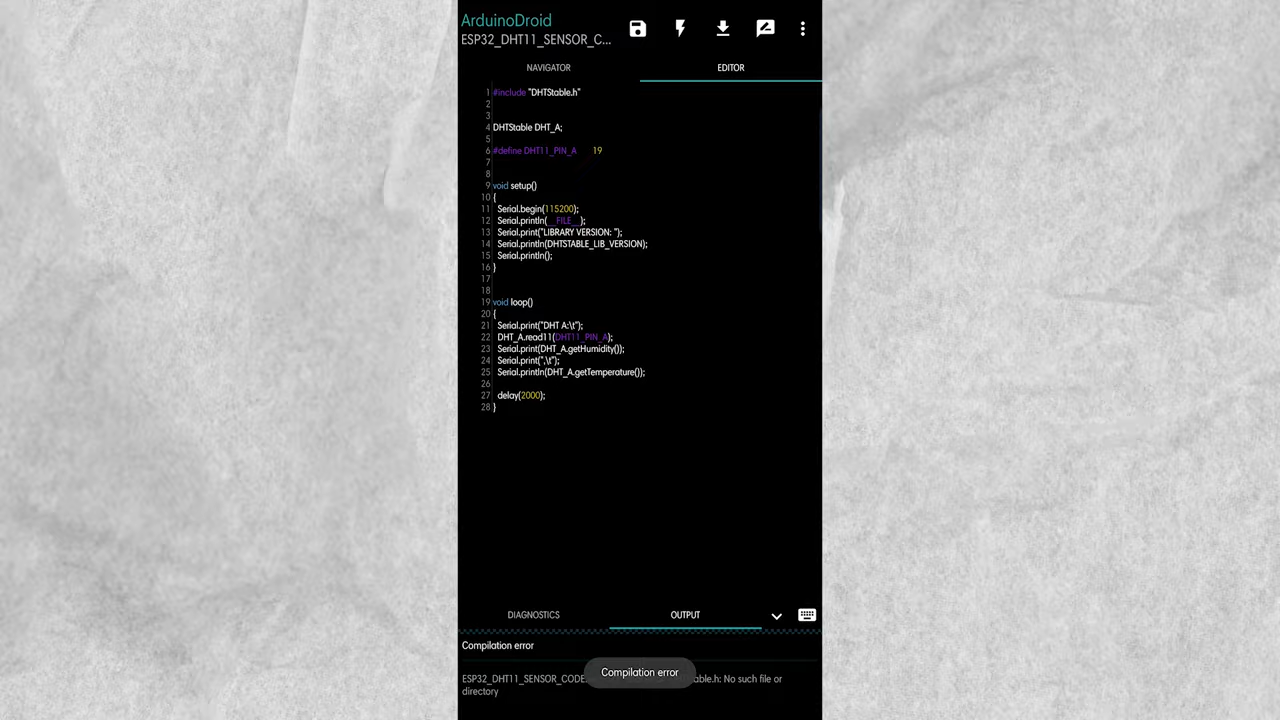 ArduinoDroid
ESP32_DHT11_SENSOR_C...
NAVIGATOR
EDITOR
1 #include "DHTStable.h"
2
3
4 DHTStable DHT_A;
5
6 #define DHT11_PIN_A 19
7
8
9 void setup()
10 {
11 Serial.begin(115200);
12 Serial.println(__FILE__);
13 Serial.print("LIBRARY VERSION: ");
14 Serial.println(DHTSTABLE_LIB_VERSION);
15 Serial.println();
16 }
17
18
19 void loop()
20 {
21 Serial.print("DHT A:\t");
22 DHT_A.read11(DHT11_PIN_A);
23 Serial.print(DHT_A.getHumidity());
24 Serial.print(",\t");
25 Serial.println(DHT_A.getTemperature());
26
27 delay(2000);
28 }
DIAGNOSTICS
OUTPUT
Compilation error
Compilation error
ESP32_DHT11_SENSOR_CODE able.h: No such file or
directory